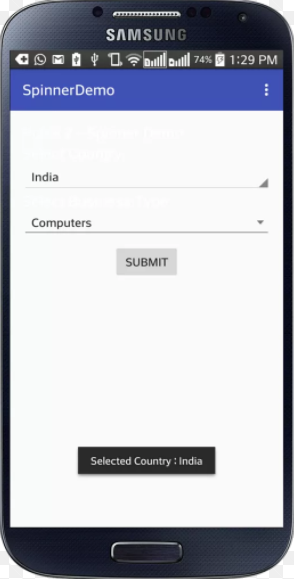 SAMSUNG
74% 1:29 PM
SpinnerDemo
India
Computers
SUBMIT
Selected Country : India